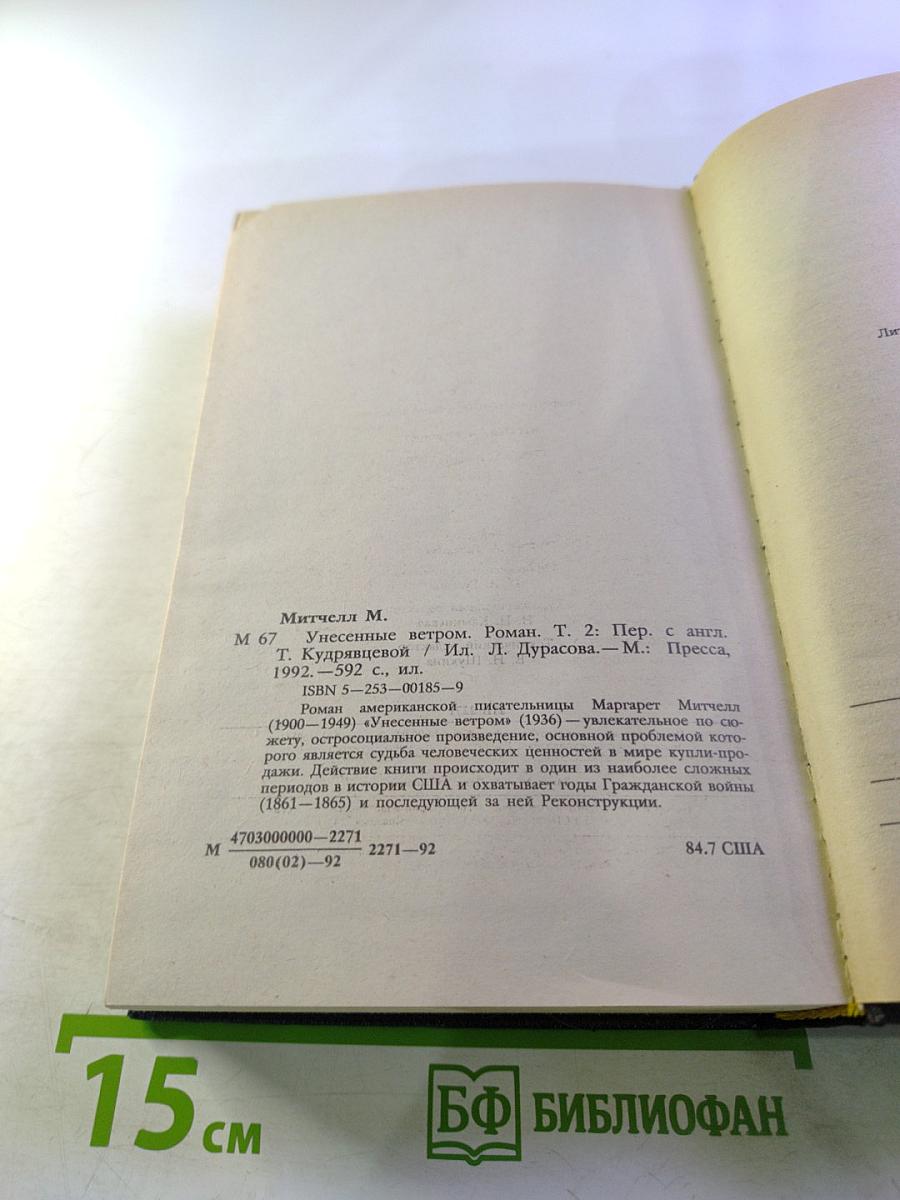 Митчелл М.
М 67 Унесенные ветром. Роман. Т. 2: Пер. с англ.
Т. Кудрявцевой / Ил. Л. Дурасова.—М.: Пресса,
1992.—592 с., ил.
ISBN 5—253—00185—9
Роман американской писательницы Маргарет Митчелл
(1900—1949) «Унесенные ветром» (1936) — увлекательное по сю-
жету, остросоциальное произведение, основной проблемой кото-
рого является судьба человеческих ценностей в мире купли-про-
дажи. Действие книги происходит в один из наиболее сложных
периодов в истории США и охватывает годы Гражданской войны
(1861—1865) и последующей за ней Реконструкции.
М 4703000000—2271
080(02)—92 2271—92 84.7 США
15 см
БФ БИБЛИОФАН